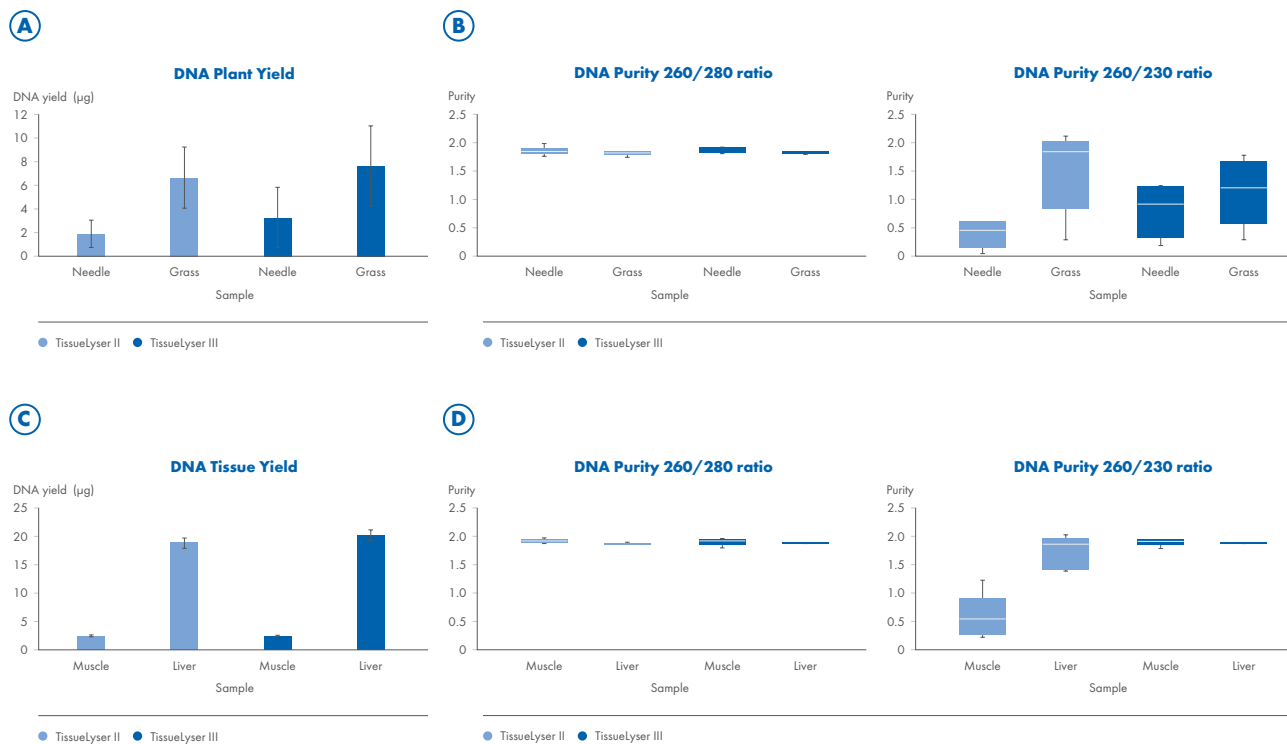 A
DNA Plant Yield
DNA yield (µg)
12
10
8
6
4
2
0
Needle Grass Needle Grass
Sample
TissueLyser II TissueLyser III
B
DNA Purity 260/280 ratio
Purity
2.5
2.0
1.5
1.0
0.5
0
Needle Grass Needle Grass
Sample
DNA Purity 260/230 ratio
Purity
2.5
2.0
1.5
1.0
0.5
0
Needle Grass Needle Grass
Sample
TissueLyser II TissueLyser III
C
DNA Tissue Yield
DNA yield (µg)
25
20
15
10
5
0
Muscle Liver Muscle Liver
Sample
TissueLyser II TissueLyser III
D
DNA Purity 260/280 ratio
Purity
2.5
2.0
1.5
1.0
0.5
0
Muscle Liver Muscle Liver
Sample
DNA Purity 260/230 ratio
Purity
2.5
2.0
1.5
1.0
0.5
0
Muscle Liver Muscle Liver
Sample
TissueLyser II TissueLyser III